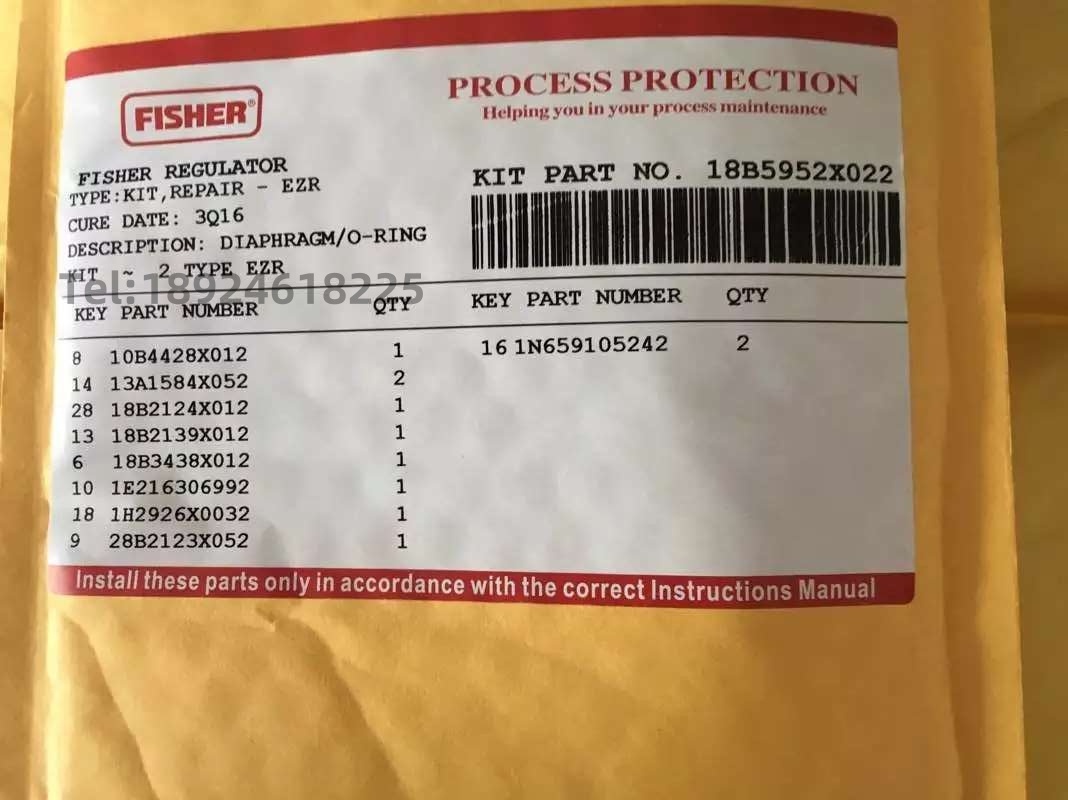 FISHER®
PROCESS PROTECTION
Helping you in your process maintenance
FISHER REGULATOR
TYPE:KIT,REPAIR - EZR
CURE DATE: 3Q16
DESCRIPTION: DIAPHRAGM/O-RING
KIT ~ 2 TYPE EZR
KIT PART NO. 18B5952X022
Tel:18924618225
KEY PART NUMBER QTY
8 10B4428X012 1
14 13A1584X052 2
28 18B2124X012 1
13 18B2139X012 1
6 18B3438X012 1
10 1E216306992 1
18 1H2926X0032 1
9 28B2123X052 1
KEY PART NUMBER QTY
16 1N659105242 2
Install these parts only in accordance with the correct Instructions Manual